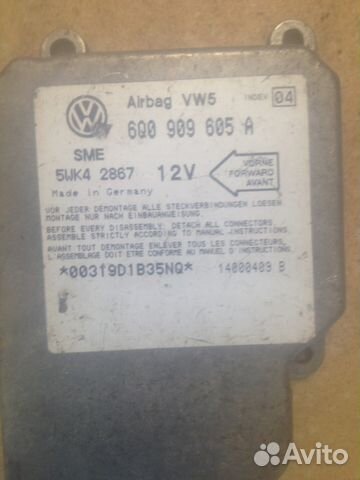 Airbag VW5 INDEX 04
6Q0 909 605 A
SME
5WK4 2867 12V
VORNE
FORWARD
AVANT
Made in Germany
VOR JEDER DEMONTAGE ALLE STECKVERBINDUNGEN LOESEN
MONTAGE NUR NACH EINBAUANWEISUNG.
BEFORE EVERY DISASSEMBLY: DETACH ALL CONNECTORS.
ASSEMBLE STRICTLY ACCORDING TO MANUAL INSTRUCTIONS.
AVANT TOUT DEMONTAGE ENLEVER TOUS LES CONNECTEURS,
L'ASSEMBLAGE DOIT ETRE CONFORME AU MANUEL D'INSTRUCTIONS
*00319D1B35NQ* 14000409 B
Avito